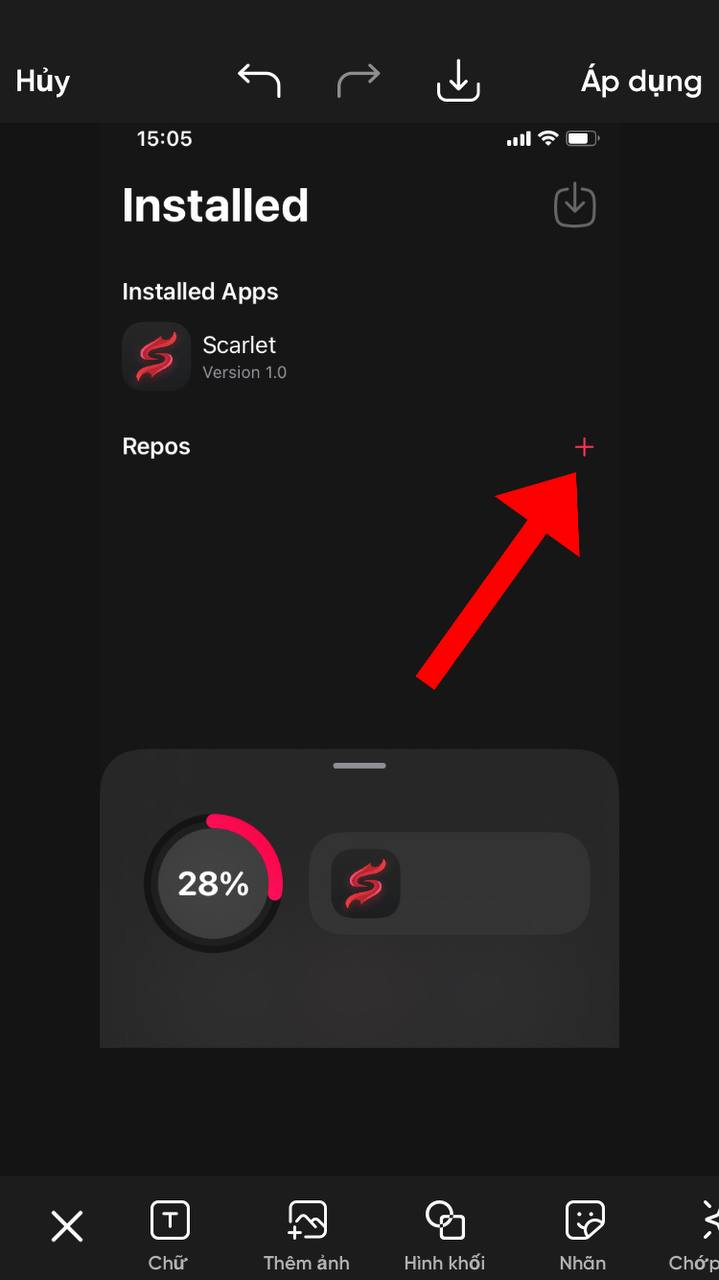 Hủy
Áp dụng
15:05
Installed
Installed Apps
Scarlet
Version 1.0
Repos
28%
Chữ
Thêm ảnh
Hình khối
Nhãn
Chớp